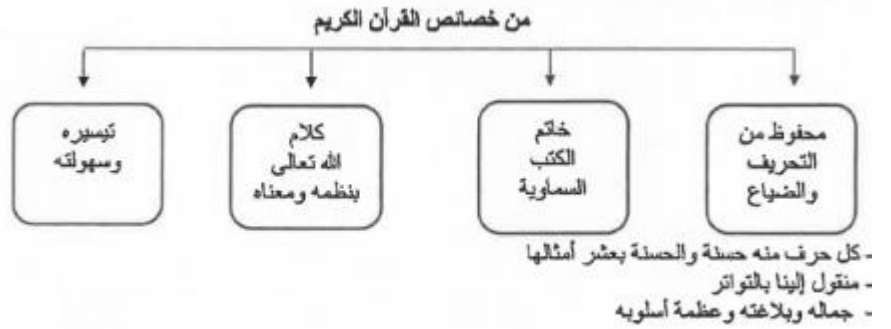 من خصائص القرآن الكريم
محفوظ من
التحريف
والضياع
خاتم
الكتب
السماوية
كلام
الله تعالى
بنظمه ومعناه
تيسيره
وسهولته
- كل حرف منه حسنة والحسنة بعشر أمثالها
- منقول إلينا بالتواتر
- جماله وبلاغته وعظمة أسلوبه